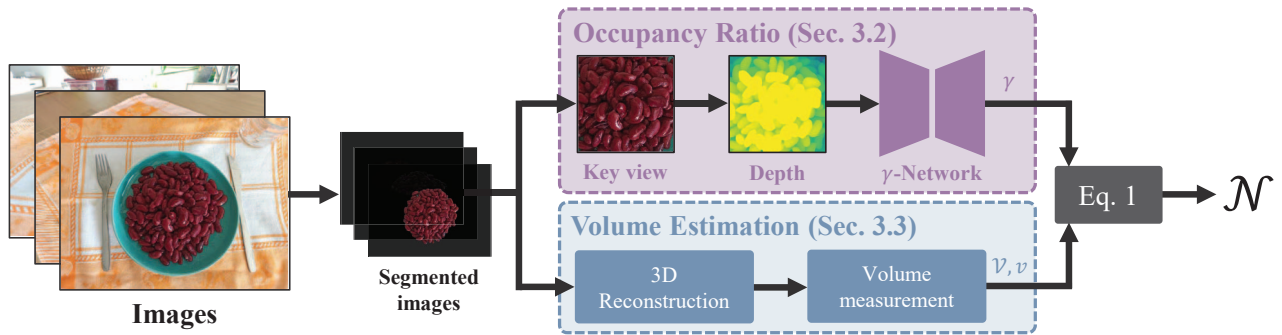 Images
Segmented
images
Occupancy Ratio (Sec. 3.2)
Key view
Depth
γ-Network
γ
Volume Estimation (Sec. 3.3)
3D
Reconstruction
Volume
measurement
𝒱, v
Eq. 1
𝒩